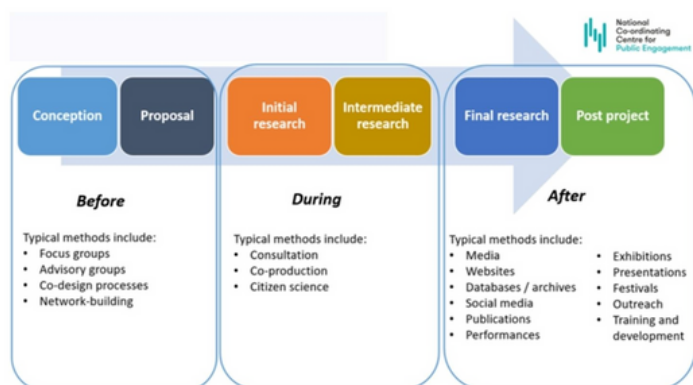 National
Co-ordinating
Centre for
Public Engagement
Conception
Proposal
Initial
research
Intermediate
research
Final research
Post project
Before
Typical methods include:
• Focus groups
• Advisory groups
• Co-design processes
• Network-building
During
Typical methods include:
• Consultation
• Co-production
• Citizen science
After
Typical methods include:
• Media
• Websites
• Databases / archives
• Social media
• Publications
• Performances
• Exhibitions
• Presentations
• Festivals
• Outreach
• Training and
development